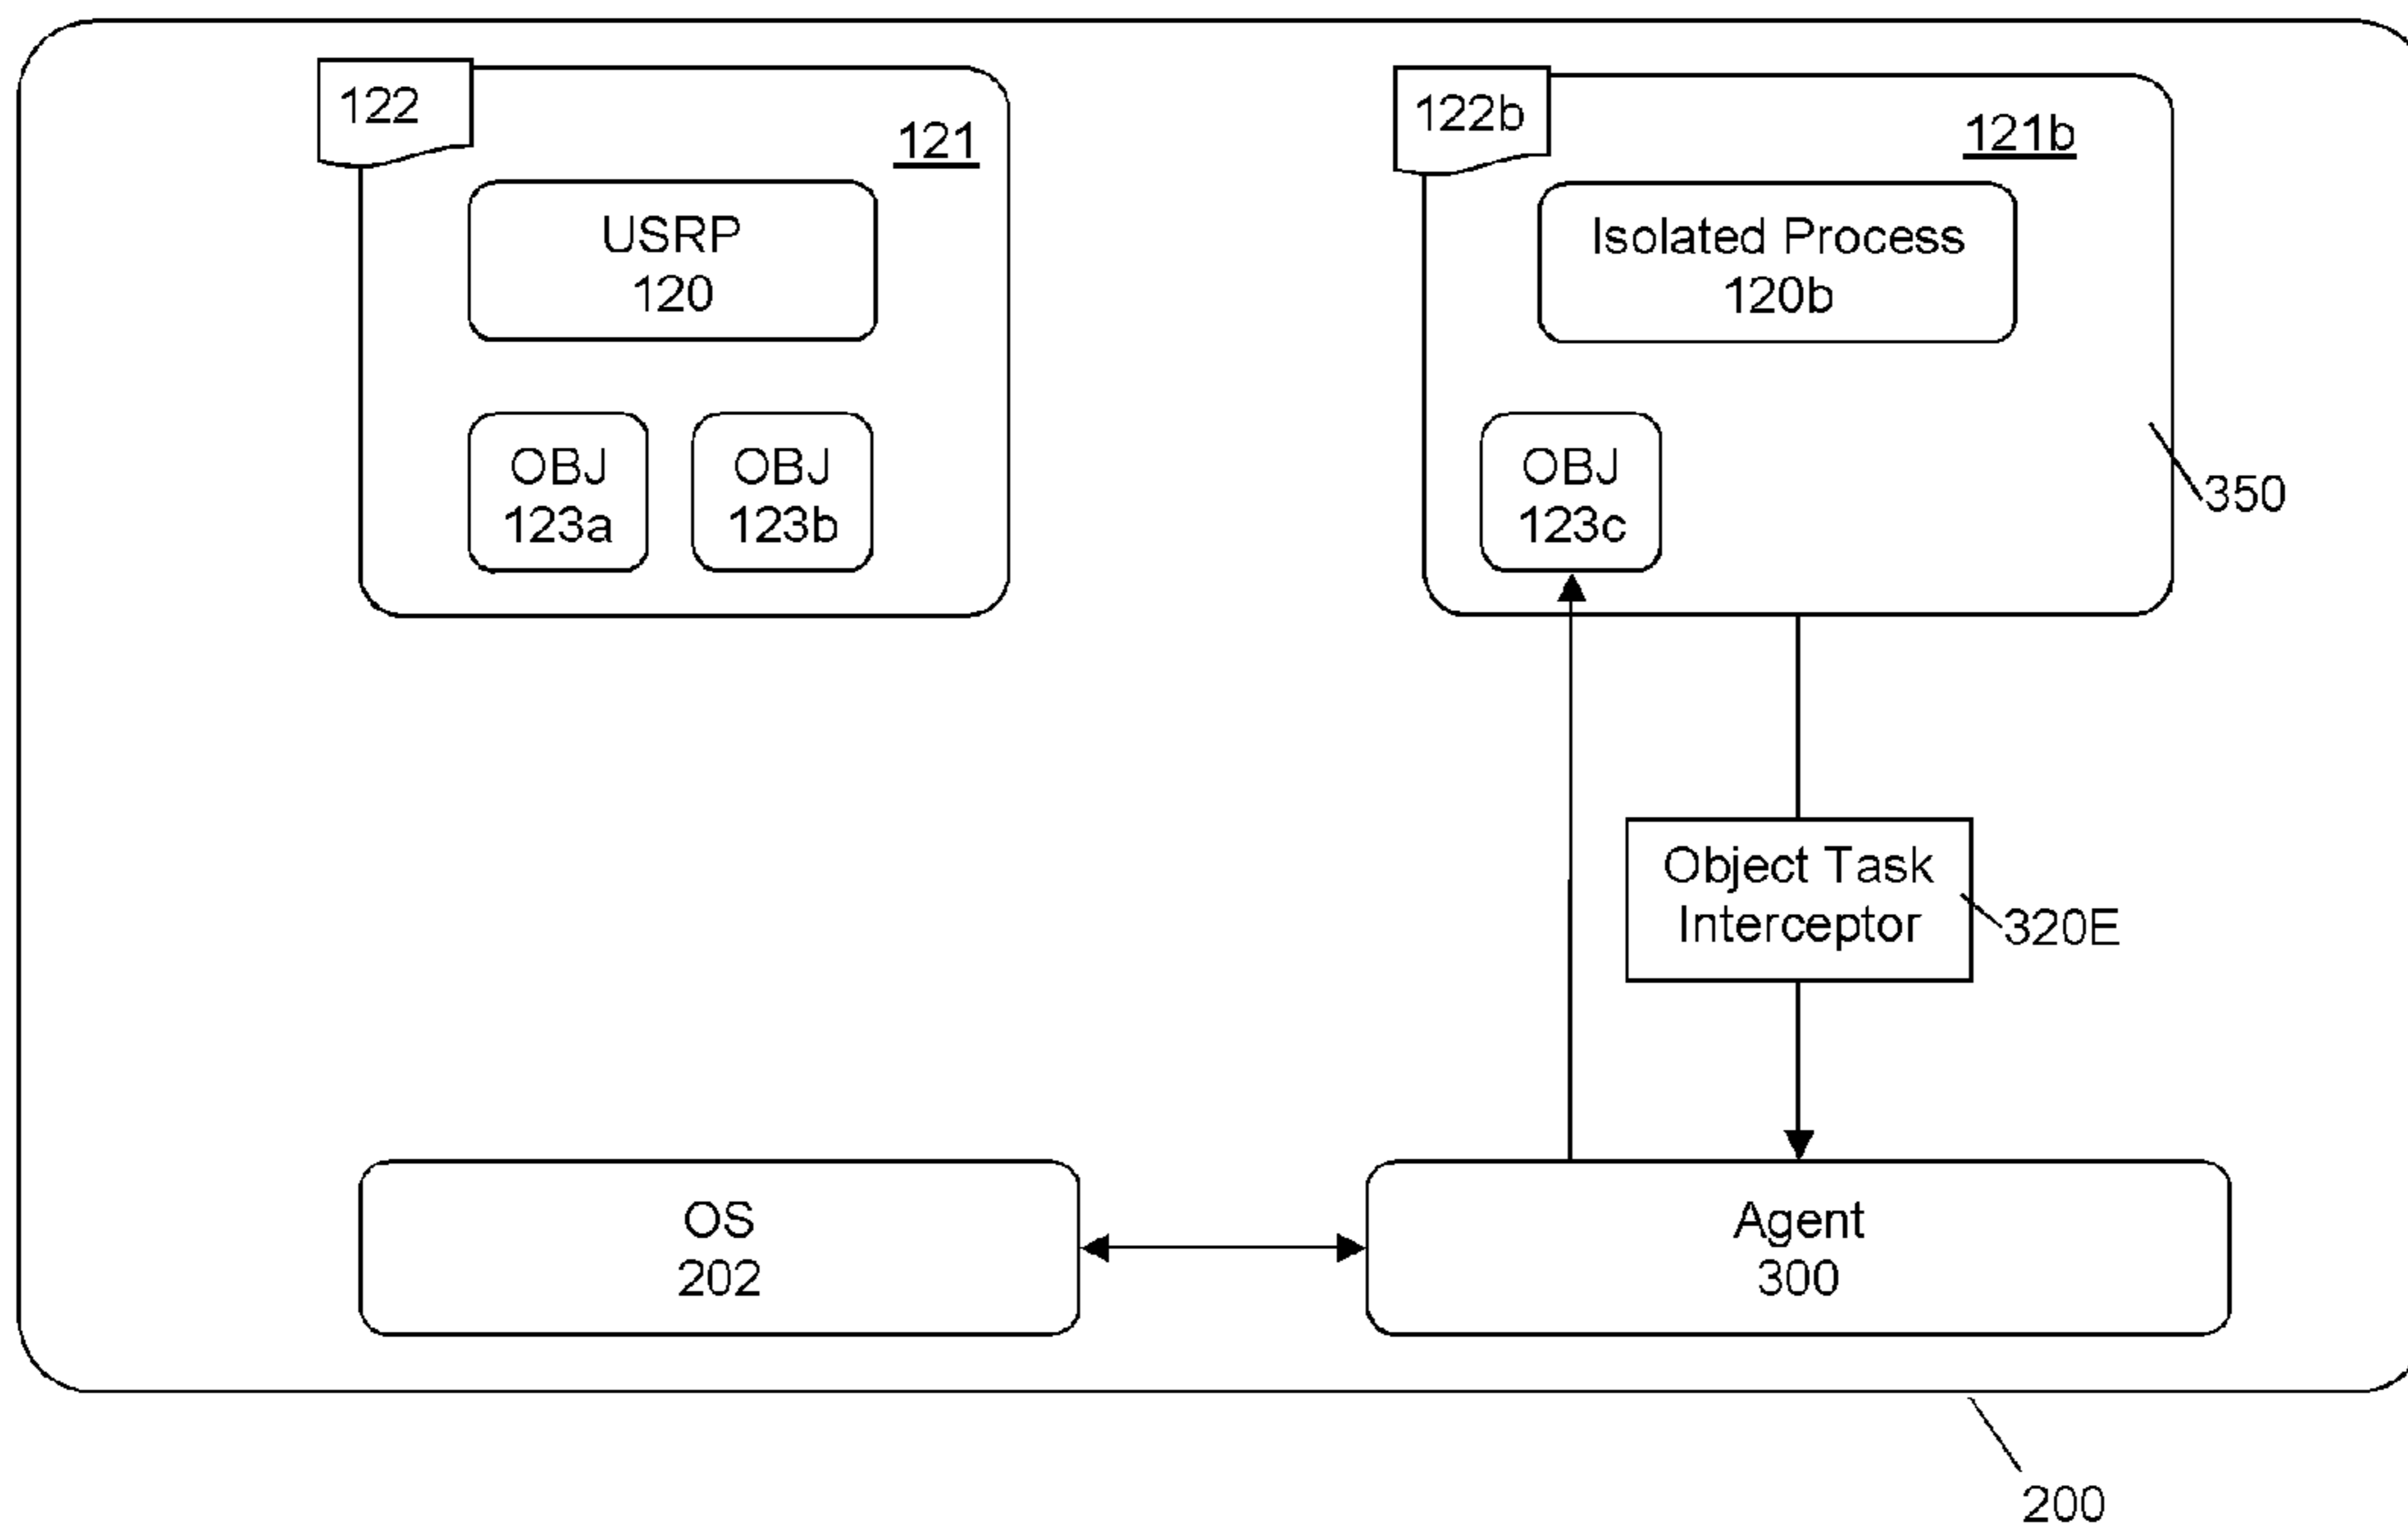 122
121
USRP
120
OBJ
123a
OBJ
123b
122b
121b
Isolated Process
120b
OBJ
123c
350
Object Task
Interceptor
320E
OS
202
Agent
300
200